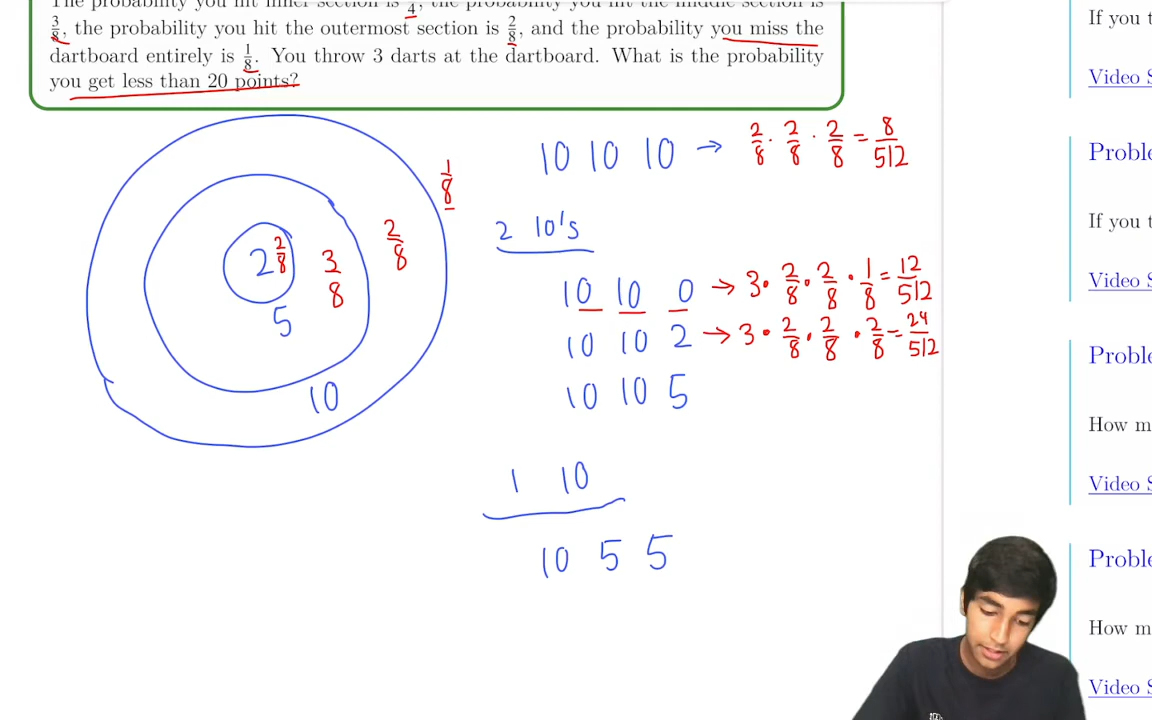 The probability you hit inner section is 1/4, the probability you hit the middle section is
3/8, the probability you hit the outermost section is 2/8, and the probability you miss the
dartboard entirely is 1/8. You throw 3 darts at the dartboard. What is the probability
you get less than 20 points?
10 10 10 → 2/8 · 2/8 · 2/8 = 8/512
2 10's
10 10 0 → 3 · 2/8 · 2/8 · 1/8 = 12/512
10 10 2 → 3 · 2/8 · 2/8 · 2/8 = 24/512
10 10 5
1 10
10 5 5
1/8
2/8
2 2/8
3/8
5
10
If you t
Video S
Proble
If you t
Video S
Proble
How m
Video S
Proble
How m
Video S